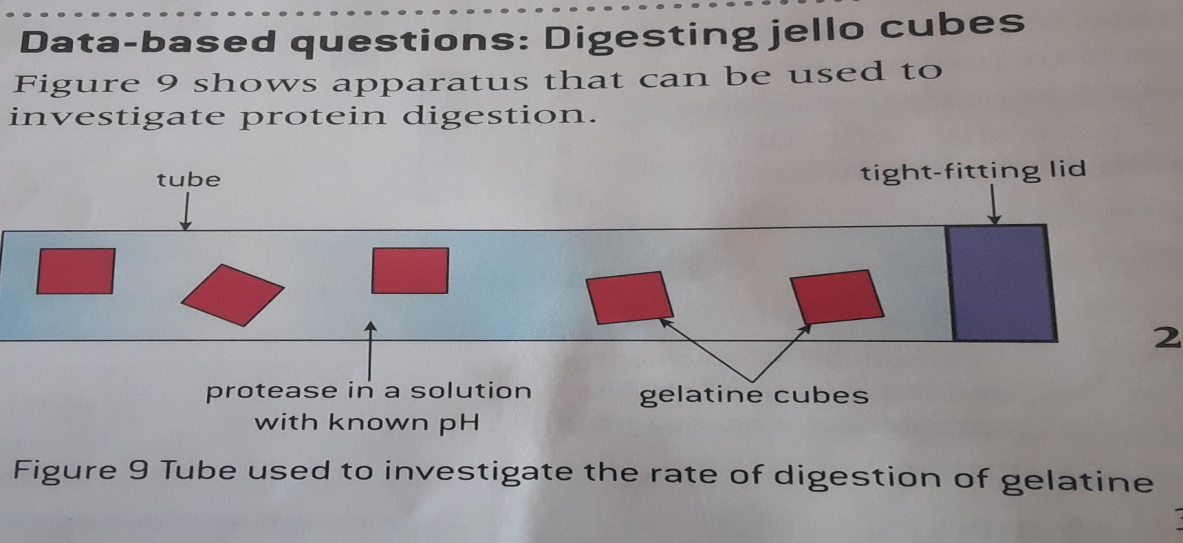 Data-based questions: Digesting jello cubes
Figure 9 shows apparatus that can be used to
investigate protein digestion.
tube
tight-fitting lid
2
protease in a solution
with known pH
gelatine cubes
Figure 9 Tube used to investigate the rate of digestion of gelatine